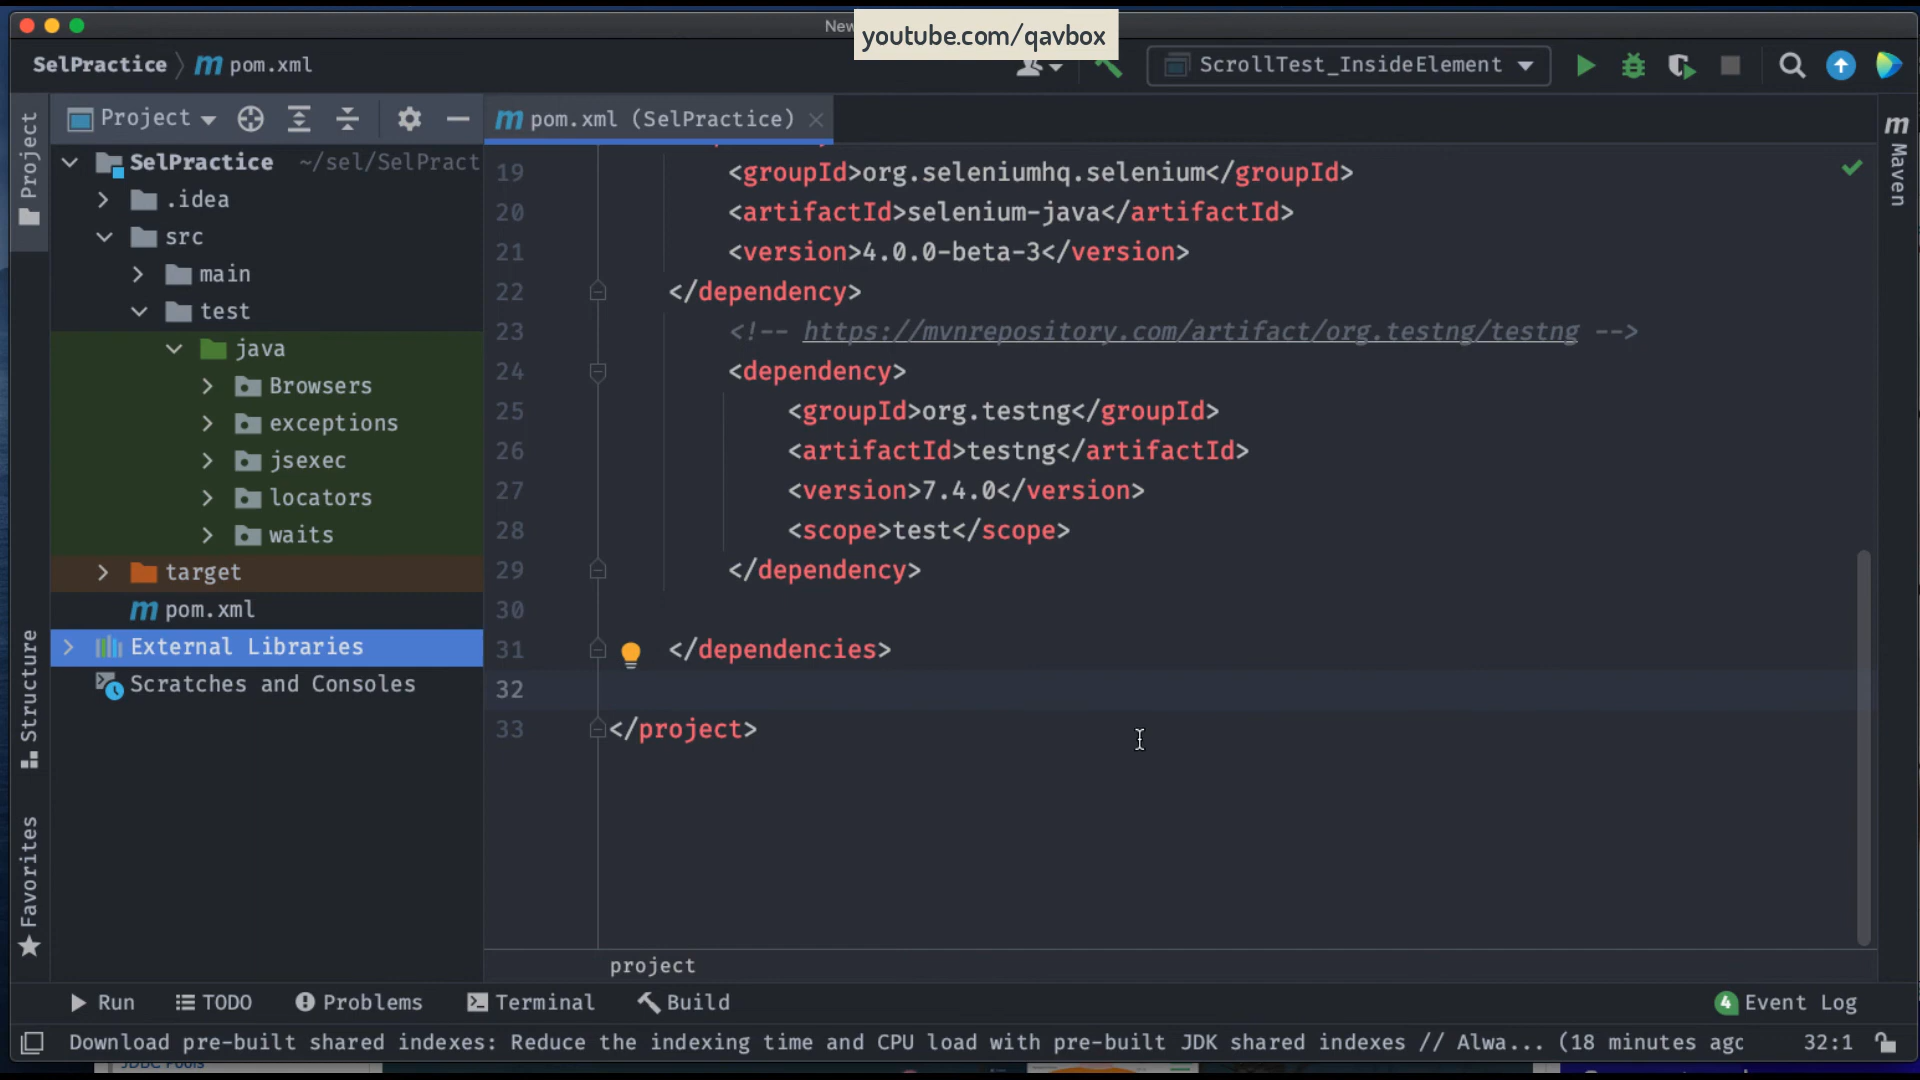 New
youtube.com/qavbox
SelPractice
pom.xml
ScrollTest_InsideElement
Project
pom.xml (SelPractice)
Project
Maven
SelPractice ~/sel/SelPract
.idea
src
main
test
java
Browsers
exceptions
jsexec
locators
waits
target
pom.xml
External Libraries
Scratches and Consoles
Structure
Favorites
19 <groupId>org.seleniumhq.selenium</groupId>
20 <artifactId>selenium-java</artifactId>
21 <version>4.0.0-beta-3</version>
22 </dependency>
23 <!-- https://mvnrepository.com/artifact/org.testng/testng -->
24 <dependency>
25 <groupId>org.testng</groupId>
26 <artifactId>testng</artifactId>
27 <version>7.4.0</version>
28 <scope>test</scope>
29 </dependency>
30
31 </dependencies>
32
33 </project>
project
Run TODO Problems Terminal Build
4 Event Log
Download pre-built shared indexes: Reduce the indexing time and CPU load with pre-built JDK shared indexes // Alwa... (18 minutes ago 32:1